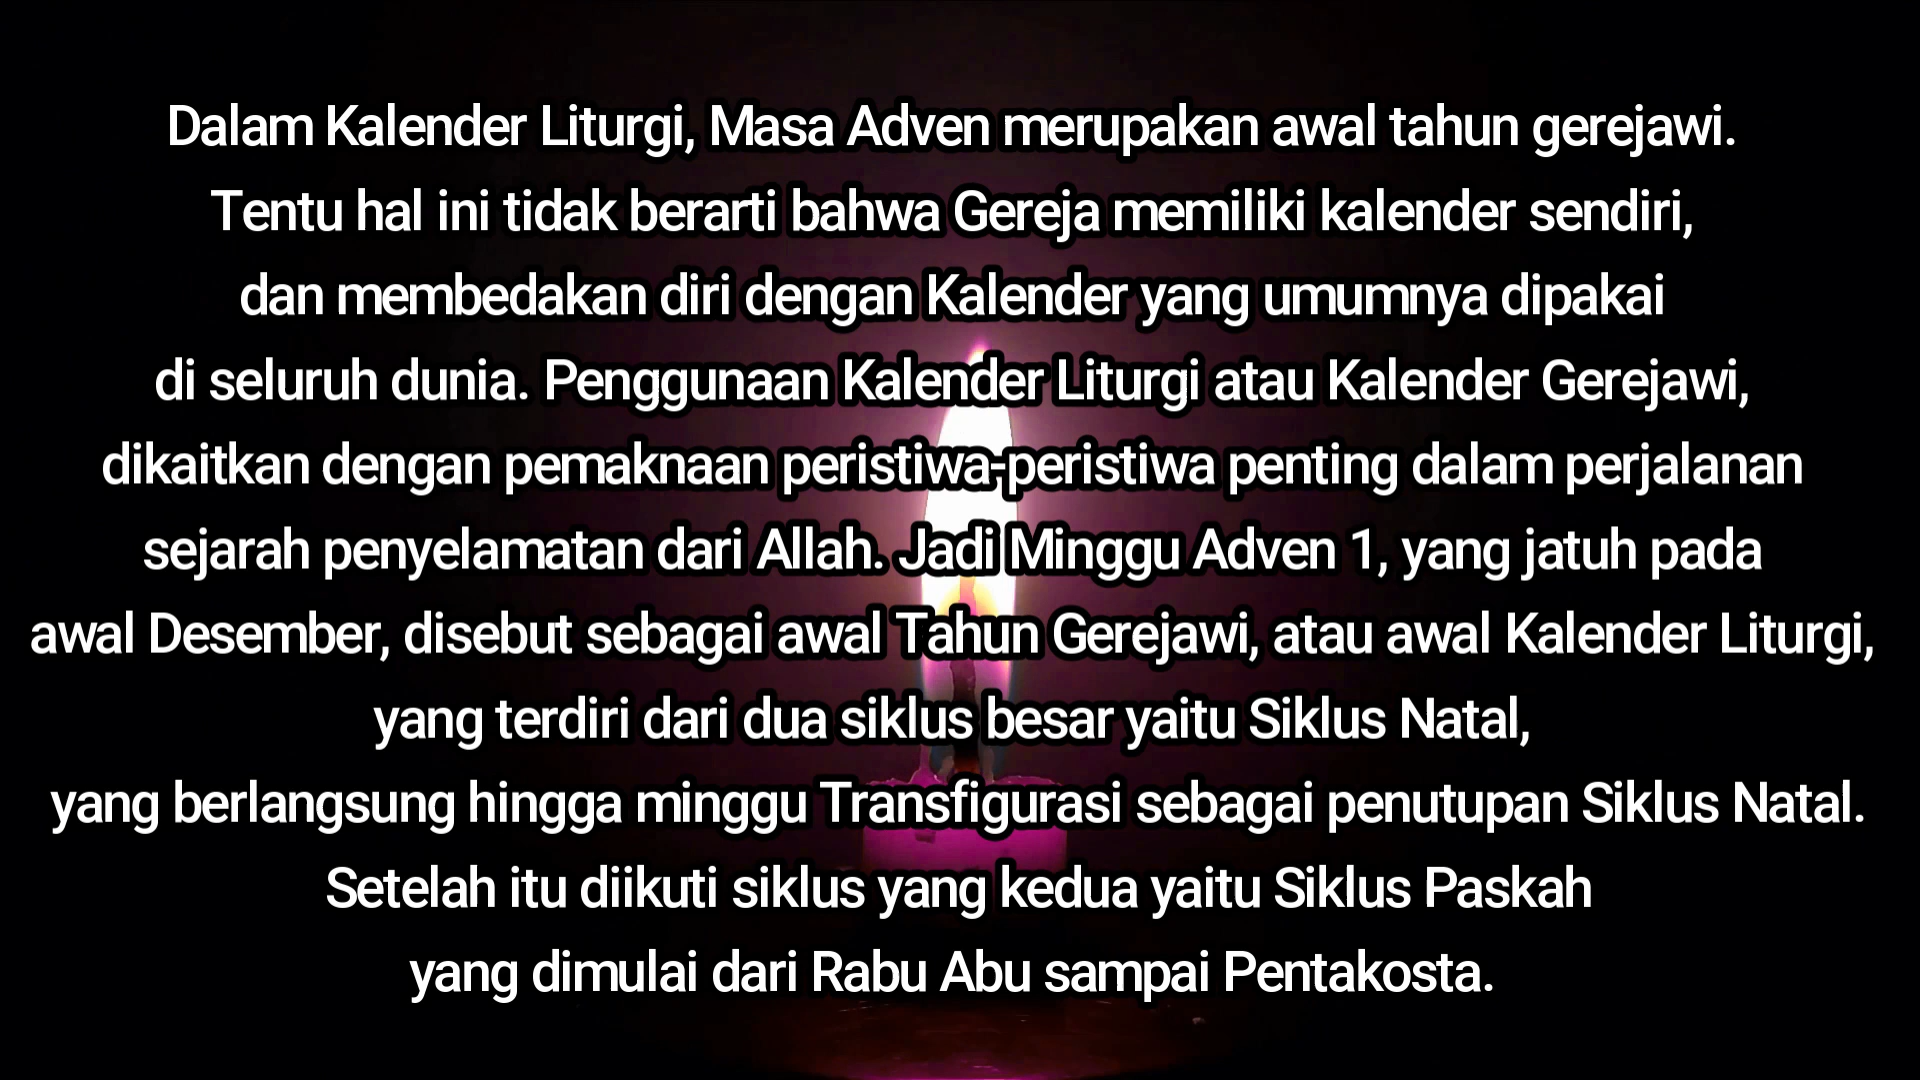 Dalam Kalender Liturgi, Masa Adven merupakan awal tahun gerejawi.
Tentu hal ini tidak berarti bahwa Gereja memiliki kalender sendiri,
dan membedakan diri dengan Kalender yang umumnya dipakai
di seluruh dunia. Penggunaan Kalender Liturgi atau Kalender Gerejawi,
dikaitkan dengan pemaknaan peristiwa-peristiwa penting dalam perjalanan
sejarah penyelamatan dari Allah. Jadi Minggu Adven 1, yang jatuh pada
awal Desember, disebut sebagai awal Tahun Gerejawi, atau awal Kalender Liturgi,
yang terdiri dari dua siklus besar yaitu Siklus Natal,
yang berlangsung hingga minggu Transfigurasi sebagai penutupan Siklus Natal.
Setelah itu diikuti siklus yang kedua yaitu Siklus Paskah
yang dimulai dari Rabu Abu sampai Pentakosta.